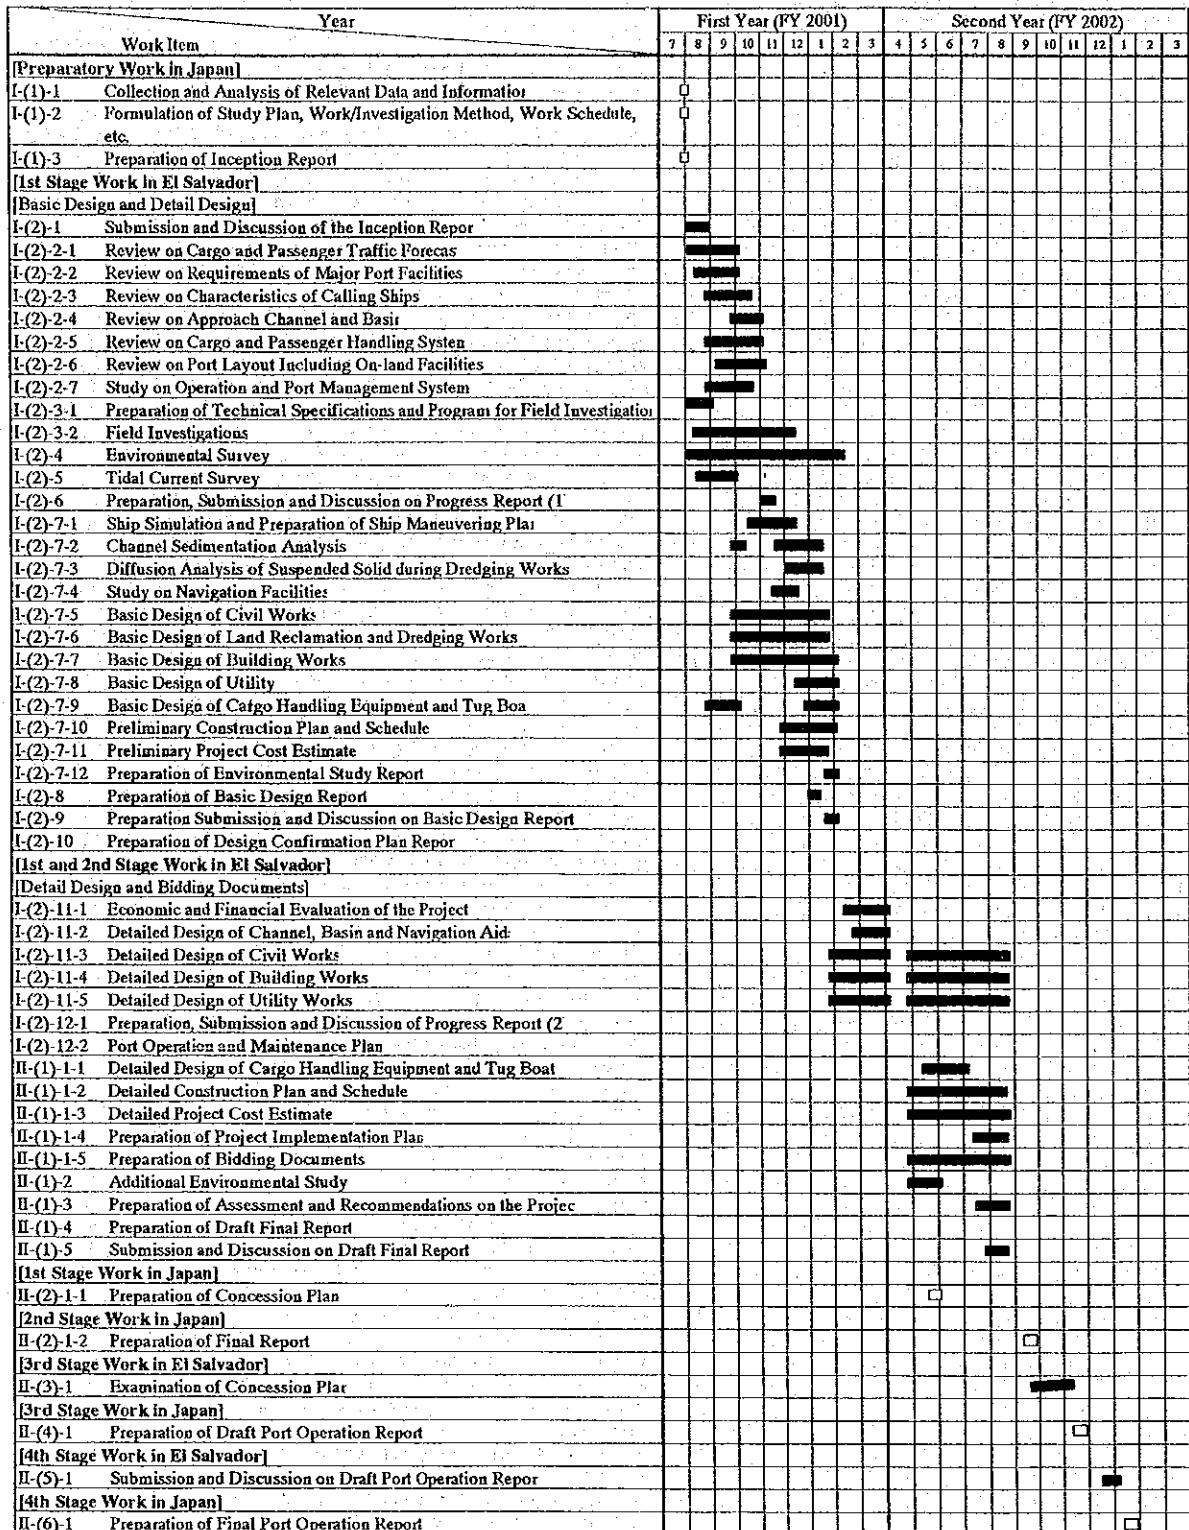 Year First Year (FY 2001) Second Year (FY 2002)
Work Item 7 8 9 10 11 12 1 2 3 4 5 6 7 8 9 10 11 12 1 2 3
[Preparatory Work in Japan]
I-(1)-1 Collection and Analysis of Relevant Data and Informatior
I-(1)-2 Formulation of Study Plan, Work/Investigation Method, Work Schedule,
etc.
I-(1)-3 Preparation of Inception Report
[1st Stage Work in El Salvador]
[Basic Design and Detail Design]
I-(2)-1 Submission and Discussion of the Inception Repor
I-(2)-2-1 Review on Cargo and Passenger Traffic Forecas
I-(2)-2-2 Review on Requirements of Major Port Facilities
I-(2)-2-3 Review on Characteristics of Calling Ships
I-(2)-2-4 Review on Approach Channel and Basir
I-(2)-2-5 Review on Cargo and Passenger Handling Systen
I-(2)-2-6 Review on Port Layout Including On-land Facilities
I-(2)-2-7 Study on Operation and Port Management System
I-(2)-3-1 Preparation of Technical Specifications and Program for Field Investigatior
I-(2)-3-2 Field Investigations
I-(2)-4 Environmental Survey
I-(2)-5 Tidal Current Survey
I-(2)-6 Preparation, Submission and Discussion on Progress Report (1
I-(2)-7-1 Ship Simulation and Preparation of Ship Maneuvering Plar
I-(2)-7-2 Channel Sedimentation Analysis
I-(2)-7-3 Diffusion Analysis of Suspended Solid during Dredging Works
I-(2)-7-4 Study on Navigation Facilities
I-(2)-7-5 Basic Design of Civil Works
I-(2)-7-6 Basic Design of Land Reclamation and Dredging Works
I-(2)-7-7 Basic Design of Building Works
I-(2)-7-8 Basic Design of Utility
I-(2)-7-9 Basic Design of Cargo Handling Equipment and Tug Boa
I-(2)-7-10 Preliminary Construction Plan and Schedule
I-(2)-7-11 Preliminary Project Cost Estimate
I-(2)-7-12 Preparation of Environmental Study Report
I-(2)-8 Preparation of Basic Design Report
I-(2)-9 Preparation Submission and Discussion on Basic Design Report
I-(2)-10 Preparation of Design Confirmation Plan Repor
[1st and 2nd Stage Work in El Salvador]
[Detail Design and Bidding Documents]
I-(2)-11-1 Economic and Financial Evaluation of the Project
I-(2)-11-2 Detailed Design of Channel, Basin and Navigation Aid
I-(2)-11-3 Detailed Design of Civil Works
I-(2)-11-4 Detailed Design of Building Works
I-(2)-11-5 Detailed Design of Utility Works
I-(2)-12-1 Preparation, Submission and Discussion of Progress Report (2
I-(2)-12-2 Port Operation and Maintenance Plan
II-(1)-1-1 Detailed Design of Cargo Handling Equipment and Tug Boat
II-(1)-1-2 Detailed Construction Plan and Schedule
II-(1)-1-3 Detailed Project Cost Estimate
II-(1)-1-4 Preparation of Project Implementation Plan
II-(1)-1-5 Preparation of Bidding Documents
II-(1)-2 Additional Environmental Study
II-(1)-3 Preparation of Assessment and Recommendations on the Projec
II-(1)-4 Preparation of Draft Final Report
II-(1)-5 Submission and Discussion on Draft Final Report
[1st Stage Work in Japan]
II-(2)-1-1 Preparation of Concession Plan
[2nd Stage Work in Japan]
II-(2)-1-2 Preparation of Final Report
[3rd Stage Work in El Salvador]
II-(3)-1 Examination of Concession Plar
[3rd Stage Work in Japan]
II-(4)-1 Preparation of Draft Port Operation Report
[4th Stage Work in El Salvador]
II-(5)-1 Submission and Discussion on Draft Port Operation Repor
[4th Stage Work in Japan]
II-(6)-1 Preparation of Final Port Operation Report